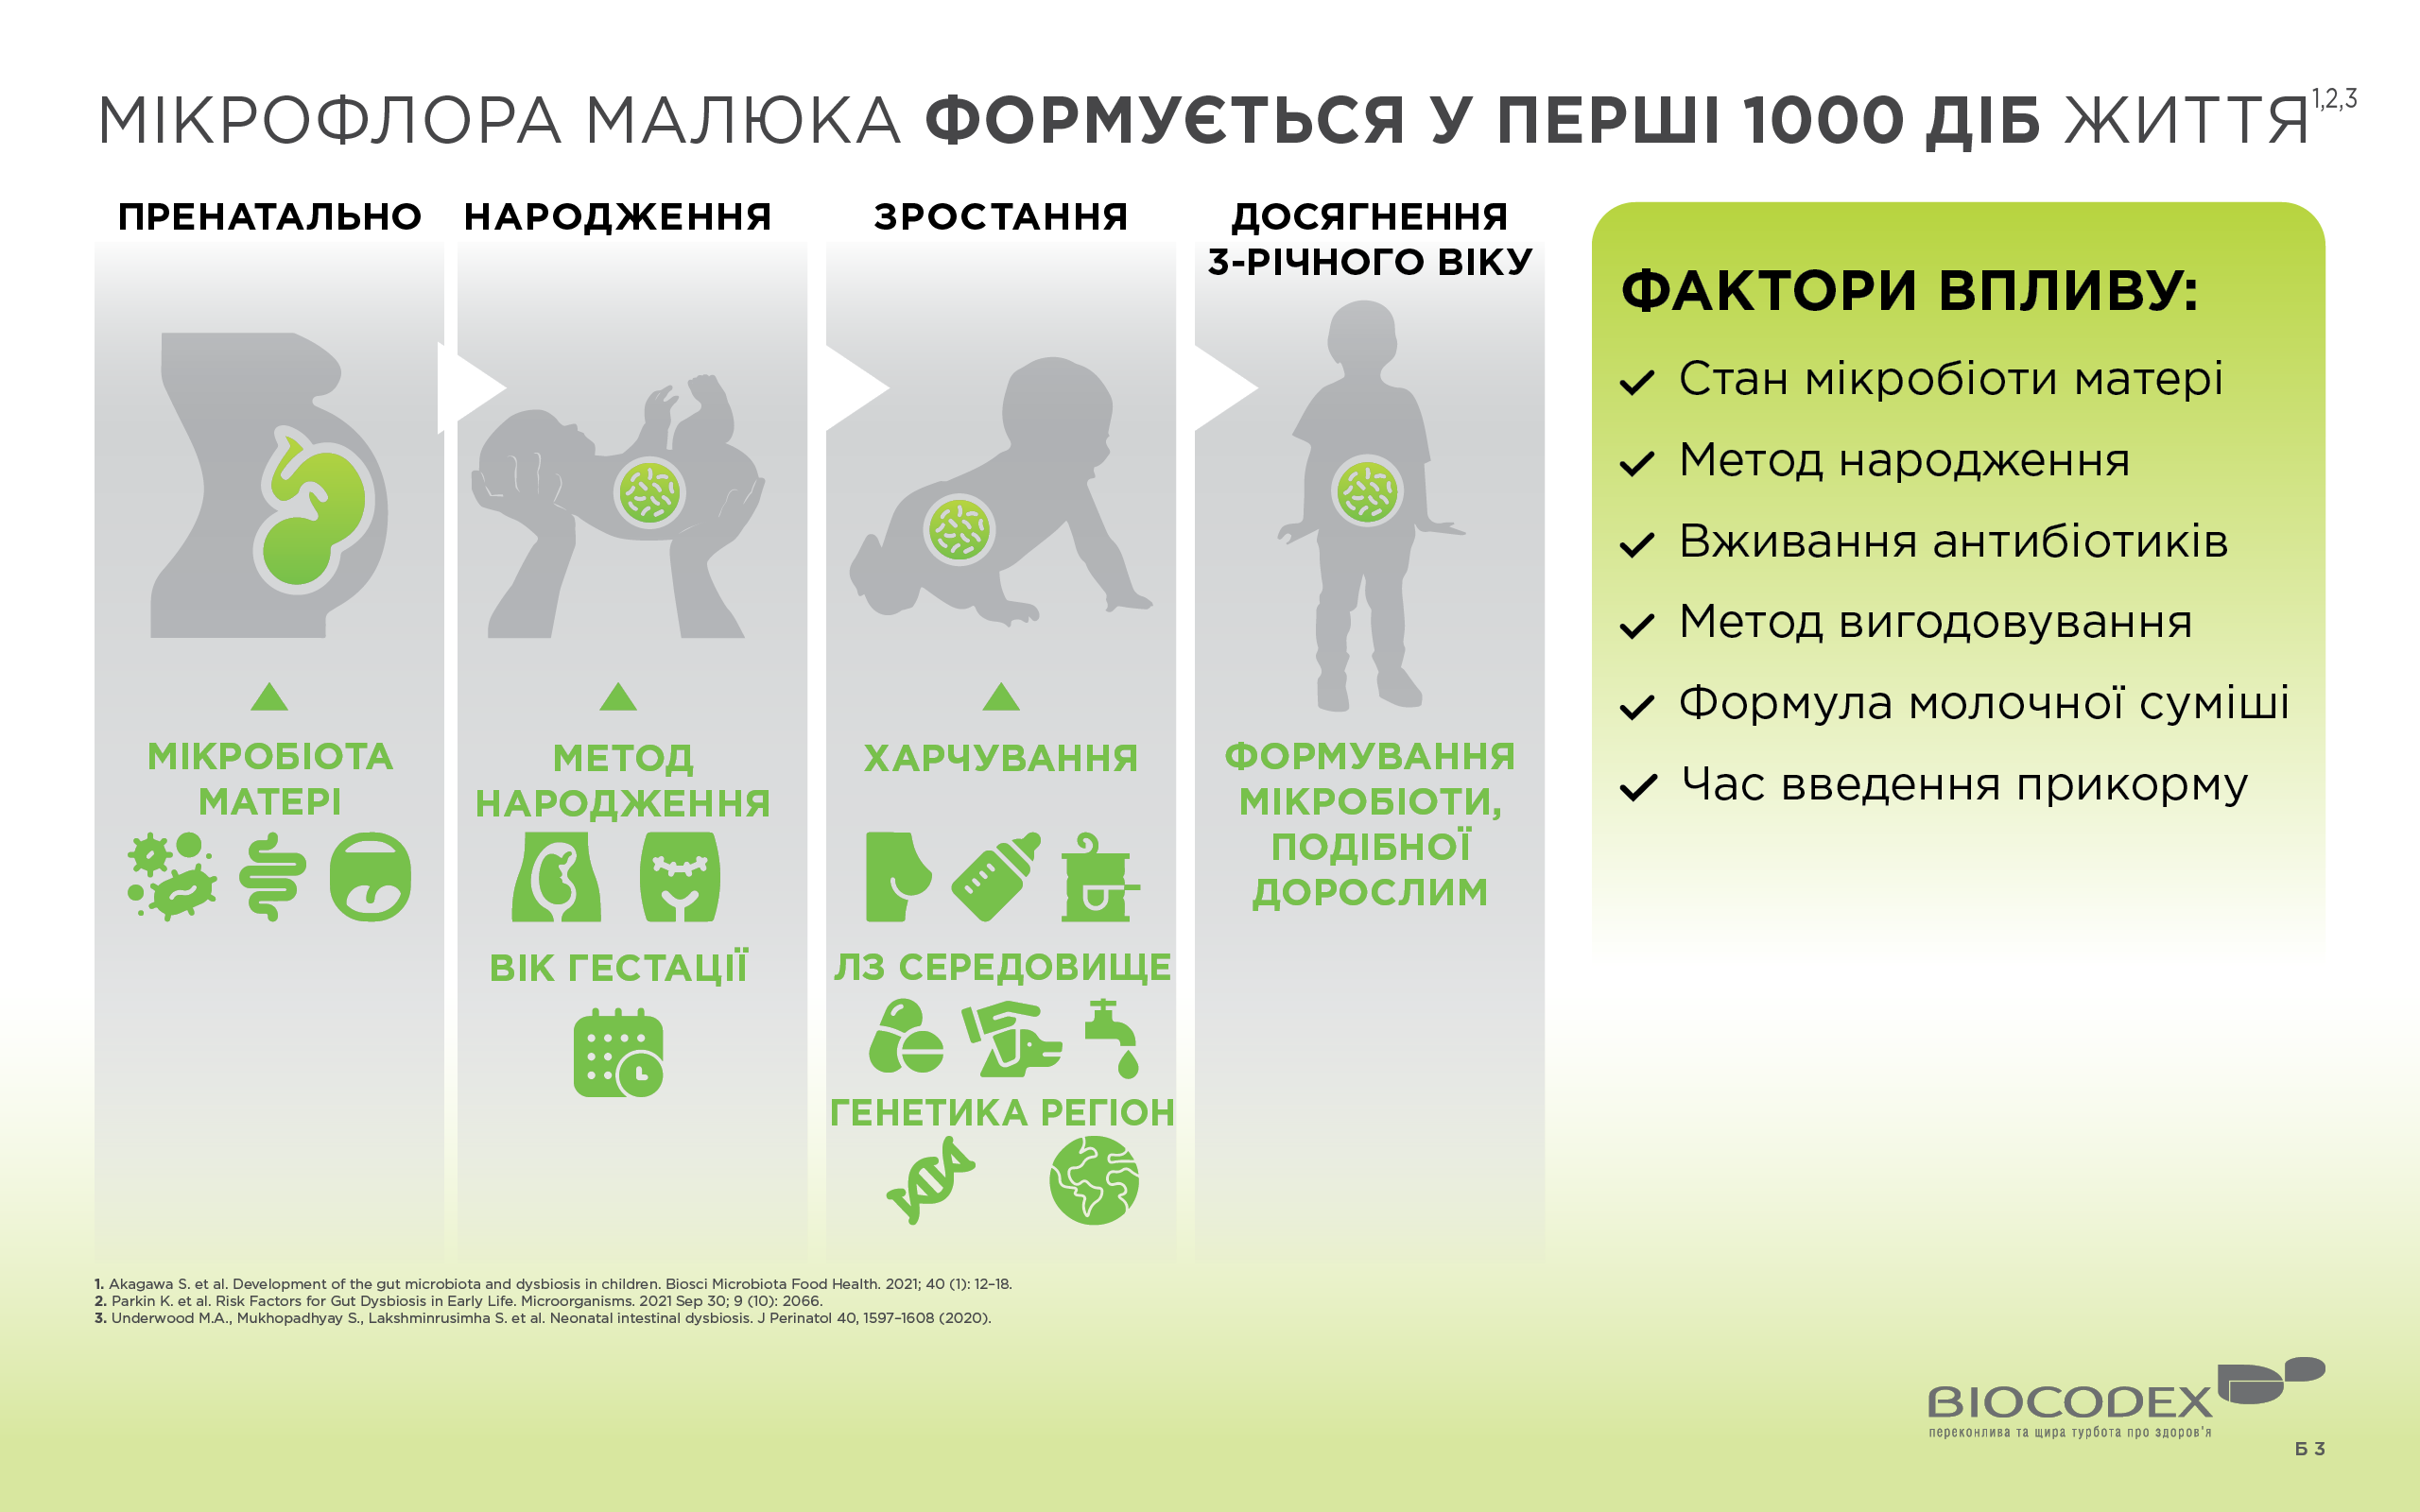 МІКРОФЛОРА МАЛЮКА ФОРМУЄТЬСЯ У ПЕРШІ 1000 ДІБ ЖИТТЯ1,2,3
ПРЕНАТАЛЬНО
МІКРОБІОТА
МАТЕРІ
НАРОДЖЕННЯ
МЕТОД
НАРОДЖЕННЯ
ВІК ГЕСТАЦІЇ
ЗРОСТАННЯ
ХАРЧУВАННЯ
ЛЗ СЕРЕДОВИЩЕ
ГЕНЕТИКА РЕГІОН
ДОСЯГНЕННЯ
3-РІЧНОГО ВІКУ
ФОРМУВАННЯ
МІКРОБІОТИ,
ПОДІБНОЇ
ДОРОСЛИМ
ФАКТОРИ ВПЛИВУ:
Стан мікробіоти матері
Метод народження
Вживання антибіотиків
Метод вигодовування
Формула молочної суміші
Час введення прикорму
1. Akagawa S. et al. Development of the gut microbiota and dysbiosis in children. Biosci Microbiota Food Health. 2021; 40 (1): 12–18.
2. Parkin K. et al. Risk Factors for Gut Dysbiosis in Early Life. Microorganisms. 2021 Sep 30; 9 (10): 2066.
3. Underwood M.A., Mukhopadhyay S., Lakshminrusimha S. et al. Neonatal intestinal dysbiosis. J Perinatol 40, 1597–1608 (2020).
BIOCODEX
переконлива та щира турбота про здоров'я
Б 3